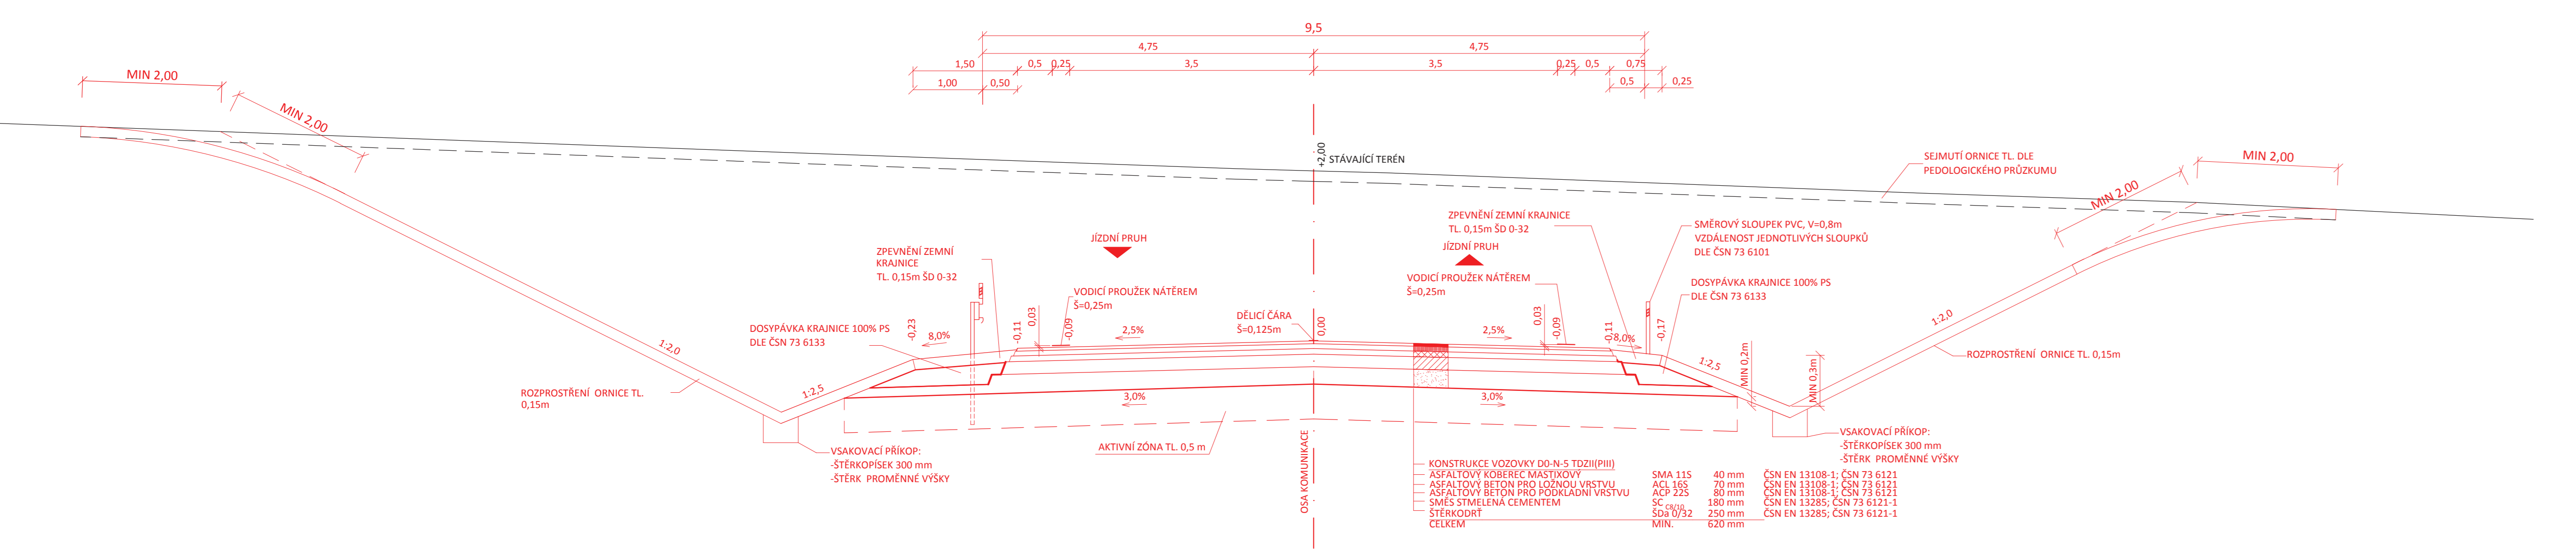 9,5
4,75
4,75
1,50
0,5
0,25
3,5
3,5
0,25
0,5
0,75
1,00
0,50
0,5
0,25
MIN 2,00
MIN 2,00
MIN 2,00
MIN 2,00
+2,00
STÁVAJÍCÍ TERÉN
SEJMUTÍ ORNICE TL. DLE
PEDOLOGICKÉHO PRŮZKUMU
ZPEVNĚNÍ ZEMNÍ
KRAJNICE
TL. 0,15m ŠD 0-32
JÍZDNÍ PRUH
ZPEVNĚNÍ ZEMNÍ KRAJNICE
TL. 0,15m ŠD 0-32
JÍZDNÍ PRUH
SMĚROVÝ SLOUPEK PVC, V=0,8m
VZDÁLENOST JEDNOTLIVÝCH SLOUPKŮ
DLE ČSN 73 6101
VODICÍ PROUŽEK NÁTĚREM
Š=0,25m
VODICÍ PROUŽEK NÁTĚREM
Š=0,25m
DOSYPÁVKA KRAJNICE 100% PS
DLE ČSN 73 6133
DOSYPÁVKA KRAJNICE 100% PS
DLE ČSN 73 6133
DĚLICÍ ČÁRA
Š=0,125m
-0,23
8,0%
-0,11
0,03
-0,09
2,5%
0,00
2,5%
0,03
-0,09
-0,11
8,0%
-0,17
1:2,0
1:2,5
1:2,5
MIN 0,2m
MIN 0,3m
1:2,0
ROZPROSTŘENÍ ORNICE TL.
0,15m
ROZPROSTŘENÍ ORNICE TL. 0,15m
3,0%
3,0%
AKTIVNÍ ZÓNA TL. 0,5 m
OSA KOMUNIKACE
VSAKOVACÍ PŘÍKOP:
-ŠTĚRKOPÍSEK 300 mm
-ŠTĚRK PROMĚNNÉ VÝŠKY
VSAKOVACÍ PŘÍKOP:
-ŠTĚRKOPÍSEK 300 mm
-ŠTĚRK PROMĚNNÉ VÝŠKY
KONSTRUKCE VOZOVKY D0-N-5 TDZII(PIII)
ASFALTOVÝ KOBEREC MASTIXOVÝ SMA 11S 40 mm ČSN EN 13108-1; ČSN 73 6121
ASFALTOVÝ BETON PRO LOŽNOU VRSTVU ACL 16S 70 mm ČSN EN 13108-1; ČSN 73 6121
ASFALTOVÝ BETON PRO PODKLADNÍ VRSTVU ACP 22S 80 mm ČSN EN 13108-1; ČSN 73 6121
SMĚS STMELENÁ CEMENTEM SC C8/10 180 mm ČSN EN 13285; ČSN 73 6121-1
ŠTĚRKODRŤ ŠDa 0/32 250 mm ČSN EN 13285; ČSN 73 6121-1
CELKEM MIN. 620 mm